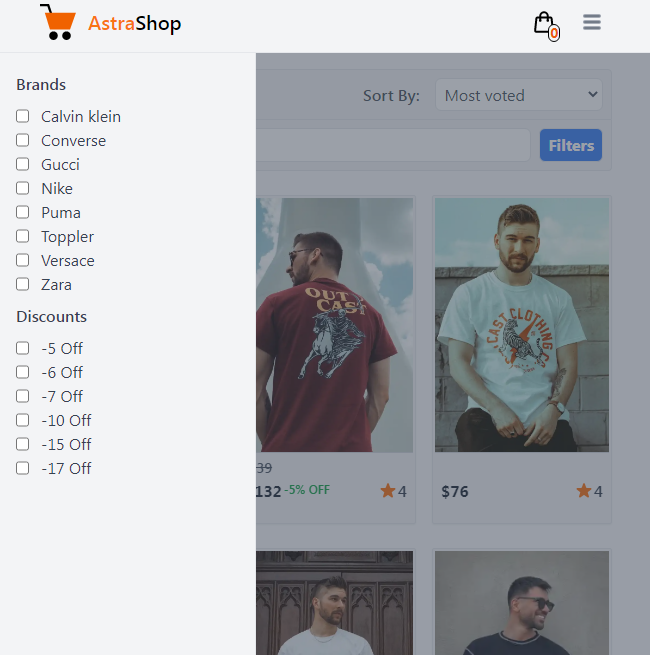 AstraShop
0
Brands
Calvin klein
Converse
Gucci
Nike
Puma
Toppler
Versace
Zara
Discounts
-5 Off
-6 Off
-7 Off
-10 Off
-15 Off
-17 Off
Sort By: Most voted
Filters
OUT
CAST
CAST CLOTHING C
39
132 -5% OFF 4
$76 4